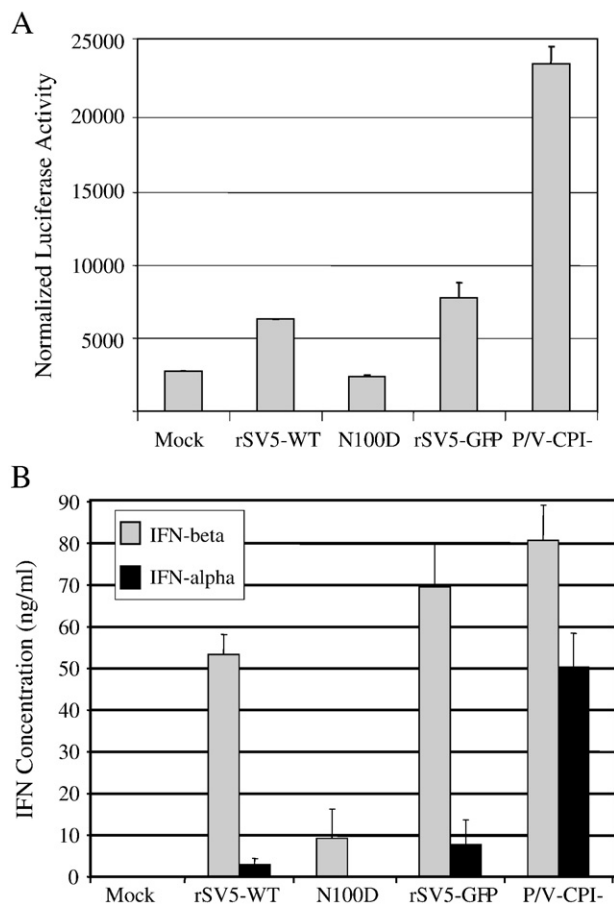 A
Normalized Luciferase Activity
25000
20000
15000
10000
5000
Mock rSV5-WT N100D rSV5-GFP P/V-CPI-
B
IFN Concentration (ng/ml)
90
80
70
60
50
40
30
20
10
0
IFN-beta
IFN-alpha
Mock rSV5-WT N100D rSV5-GFP P/V-CPI-